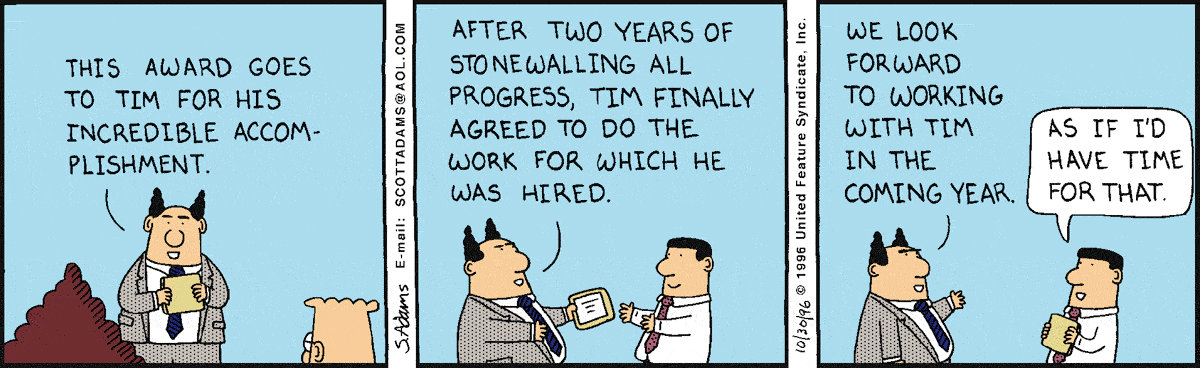 THIS AWARD GOES
TO TIM FOR HIS
INCREDIBLE ACCOM-
PLISHMENT.
S.Adams E-mail: SCOTTADAMS@AOL.COM
AFTER TWO YEARS OF
STONEWALLING ALL
PROGRESS, TIM FINALLY
AGREED TO DO THE
WORK FOR WHICH HE
WAS HIRED.
10/30/96 © 1996 United Feature Syndicate, Inc.
WE LOOK
FORWARD
TO WORKING
WITH TIM
IN THE
COMING YEAR.
AS IF I'D
HAVE TIME
FOR THAT.